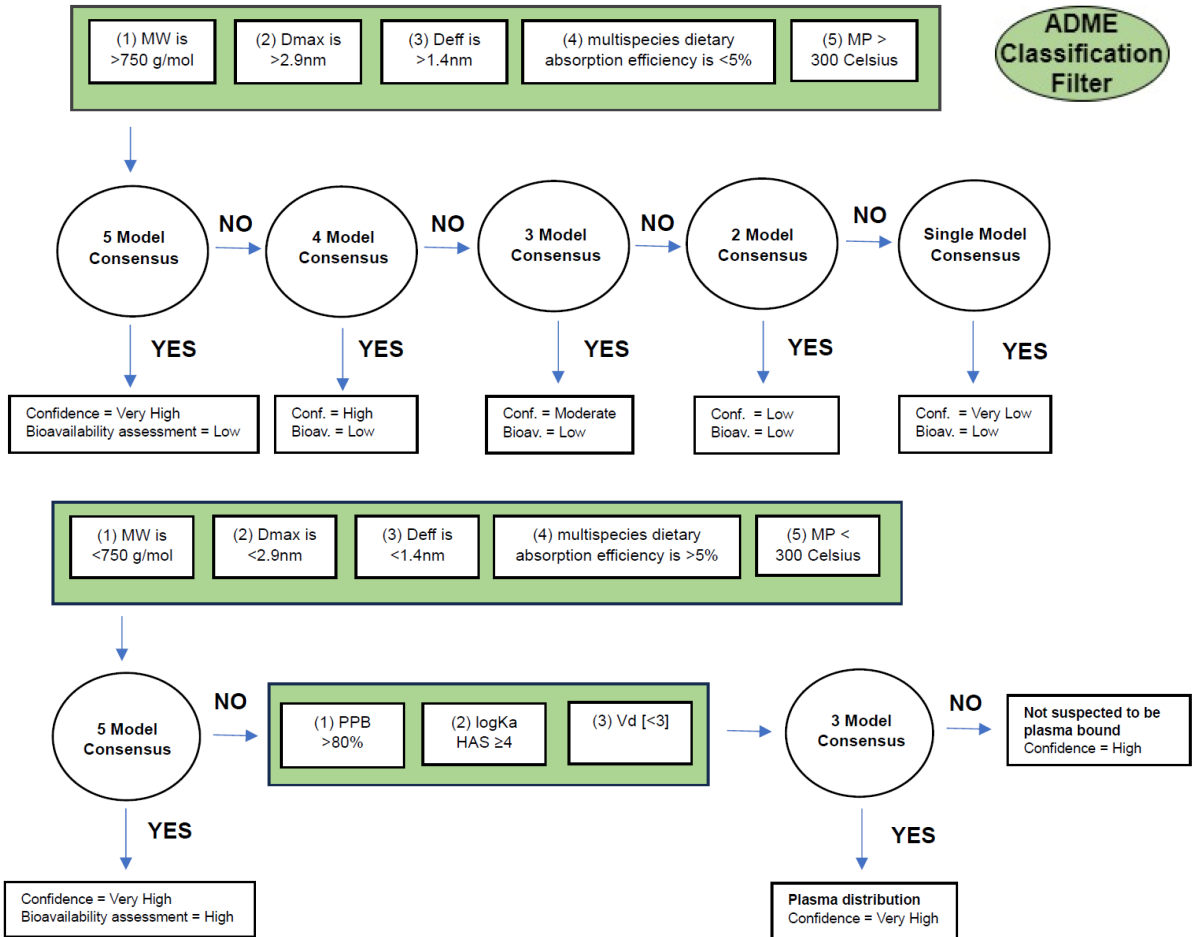 (1) MW is
>750 g/mol
(2) Dmax is
>2.9nm
(3) Deff is
>1.4nm
(4) multispecies dietary
absorption efficiency is <5%
(5) MP >
300 Celsius
ADME
Classification
Filter
5 Model
Consensus
NO
4 Model
Consensus
NO
3 Model
Consensus
NO
2 Model
Consensus
NO
Single Model
Consensus
YES
YES
YES
YES
YES
Confidence = Very High
Bioavailability assessment = Low
Conf. = High
Bioav. = Low
Conf. = Moderate
Bioav. = Low
Conf. = Low
Bioav. = Low
Conf. = Very Low
Bioav. = Low
(1) MW is
<750 g/mol
(2) Dmax is
<2.9nm
(3) Deff is
<1.4nm
(4) multispecies dietary
absorption efficiency is >5%
(5) MP <
300 Celsius
5 Model
Consensus
NO
(1) PPB
>80%
(2) logKa
HAS ≥4
(3) Vd [<3]
3 Model
Consensus
NO
Not suspected to be
plasma bound
Confidence = High
YES
YES
Confidence = Very High
Bioavailability assessment = High
Plasma distribution
Confidence = Very High